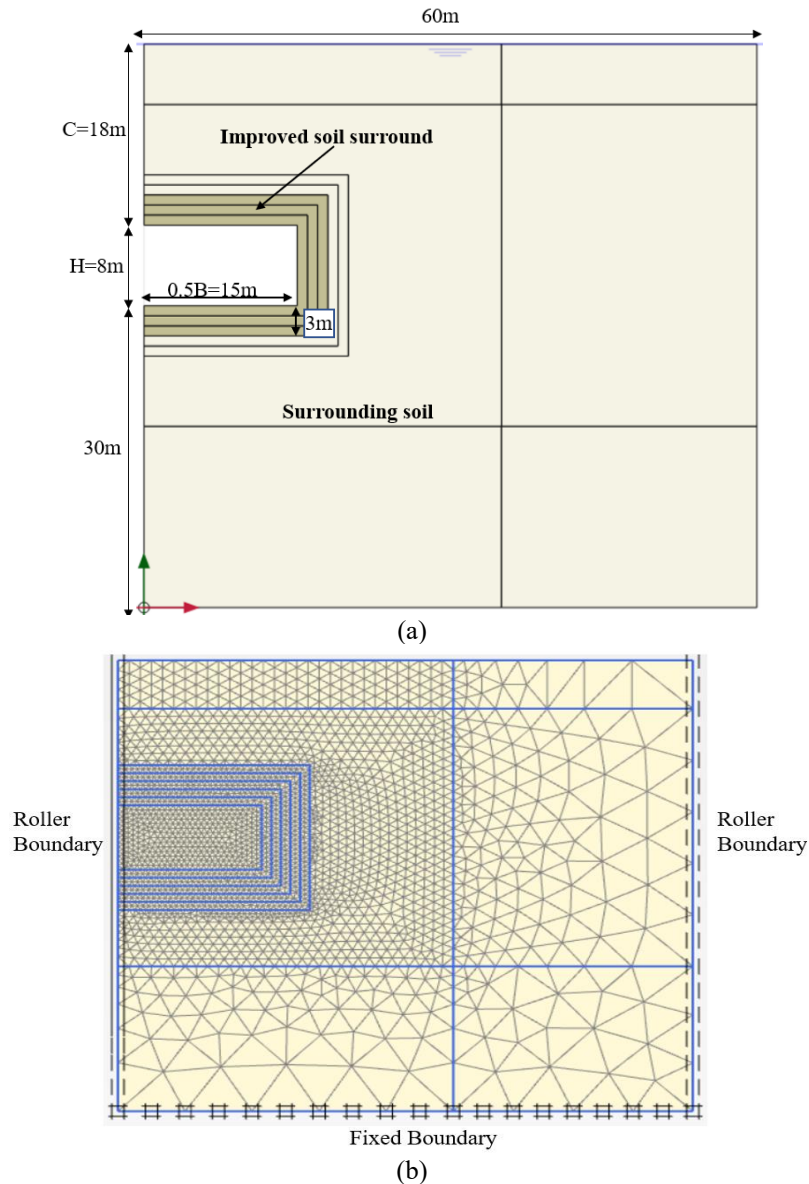 60m
C=18m
Improved soil surround
H=8m
0.5B=15m
3m
Surrounding soil
30m
(a)
Roller
Boundary
Roller
Boundary
Fixed Boundary
(b)